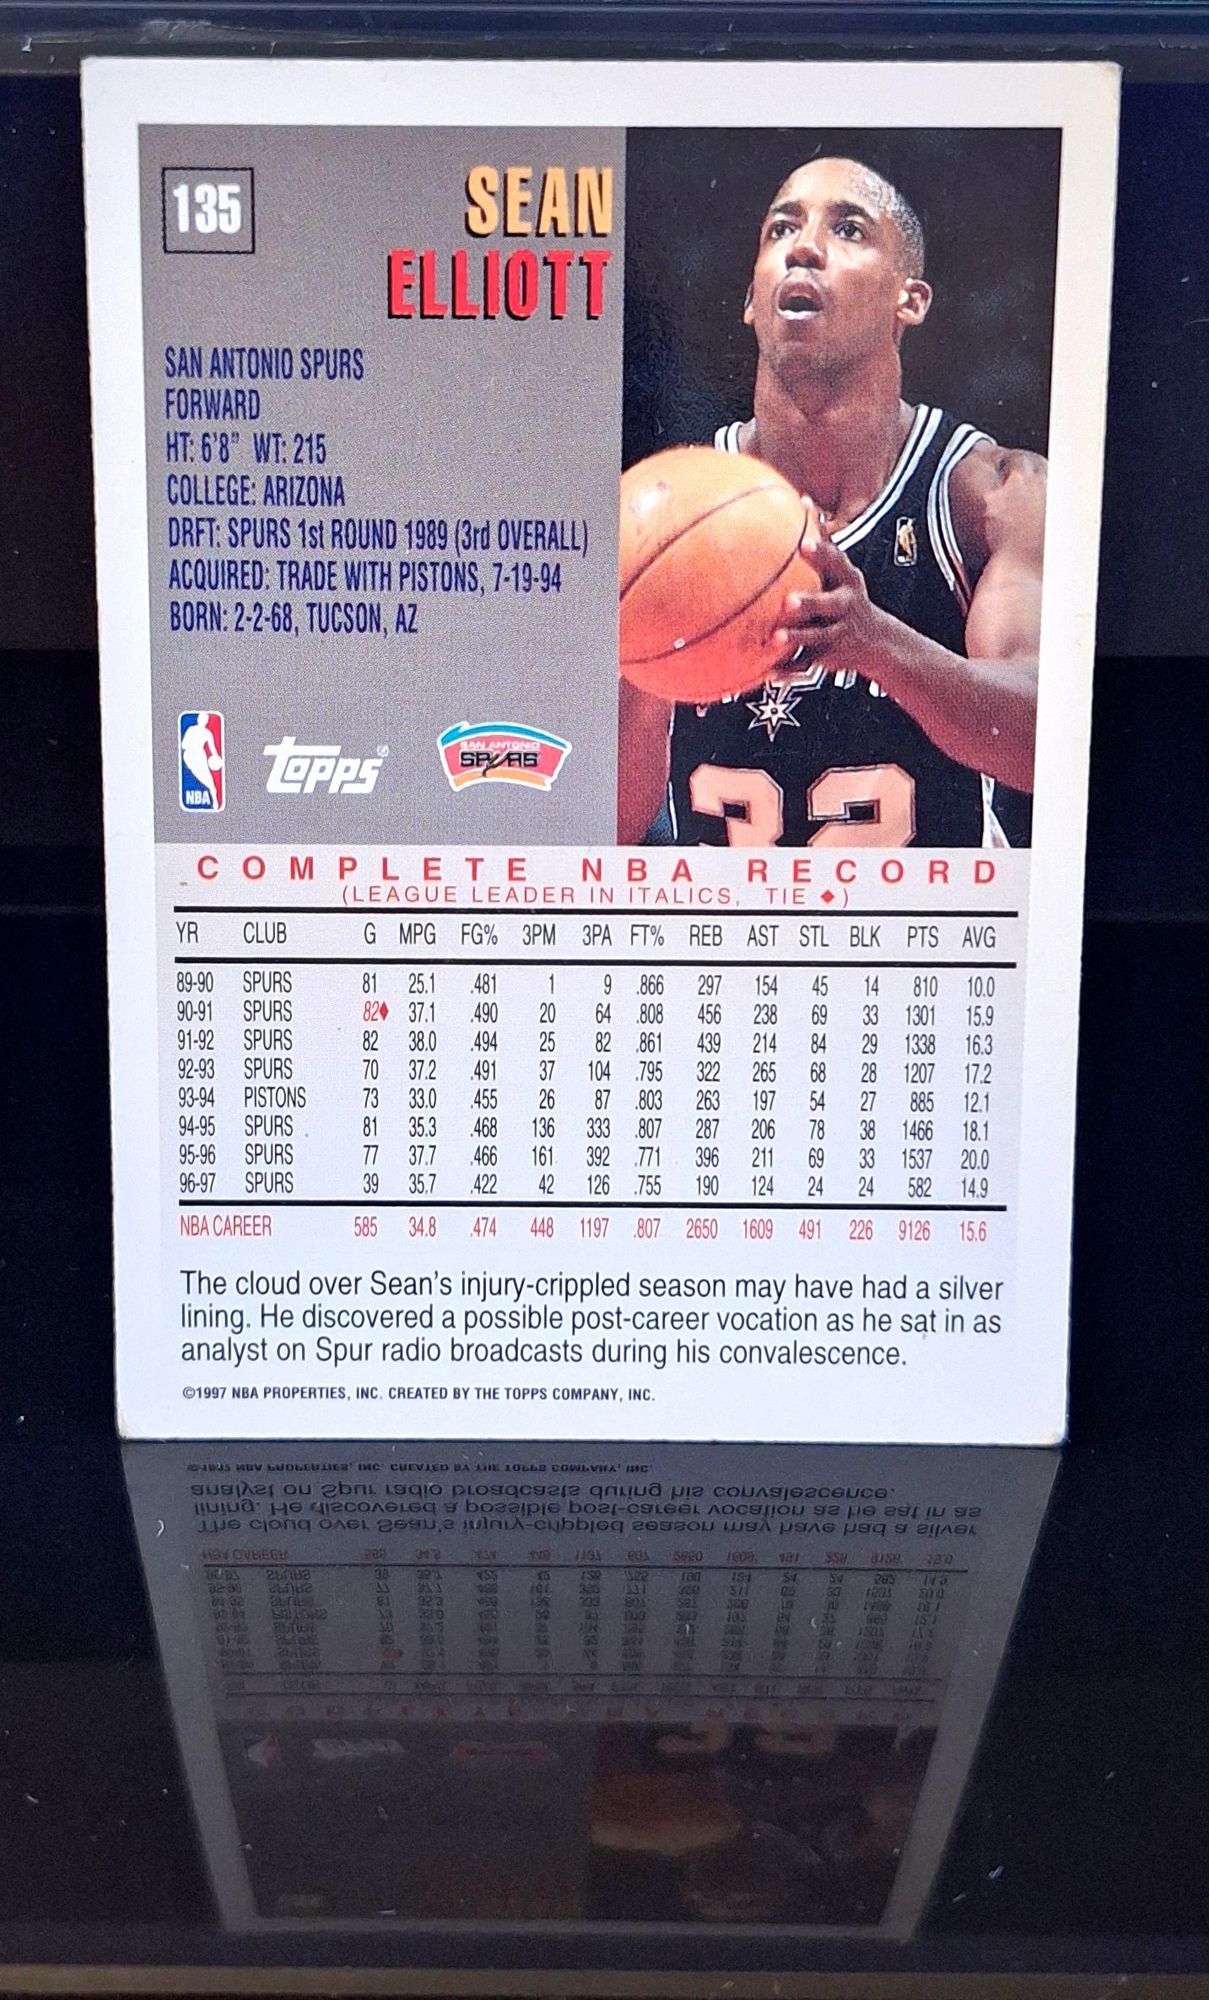 135
SEAN
ELLIOTT
SAN ANTONIO SPURS
FORWARD
HT: 6'8" WT: 215
COLLEGE: ARIZONA
DRFT: SPURS 1st ROUND 1989 (3rd OVERALL)
ACQUIRED: TRADE WITH PISTONS, 7-19-94
BORN: 2-2-68, TUCSON, AZ
NBA
Topps®
SAN ANTONIO
SPURS
32
COMPLETE NBA RECORD
(LEAGUE LEADER IN ITALICS, TIE ♦)
YR CLUB G MPG FG% 3PM 3PA FT% REB AST STL BLK PTS AVG
89-90 SPURS 81 25.1 .481 1 9 .866 297 154 45 14 810 10.0
90-91 SPURS 82♦ 37.1 .490 20 64 .808 456 238 69 33 1301 15.9
91-92 SPURS 82 38.0 .494 25 82 .861 439 214 84 29 1338 16.3
92-93 SPURS 70 37.2 .491 37 104 .795 322 265 68 28 1207 17.2
93-94 PISTONS 73 33.0 .455 26 87 .803 263 197 54 27 885 12.1
94-95 SPURS 81 35.3 .468 136 333 .807 287 206 78 38 1466 18.1
95-96 SPURS 77 37.7 .466 161 392 .771 396 211 69 33 1537 20.0
96-97 SPURS 39 35.7 .422 42 126 .755 190 124 24 24 582 14.9
NBA CAREER 585 34.8 .474 448 1197 .807 2650 1609 491 226 9126 15.6
The cloud over Sean's injury-crippled season may have had a silver
lining. He discovered a possible post-career vocation as he sat in as
analyst on Spur radio broadcasts during his convalescence.
©1997 NBA PROPERTIES, INC. CREATED BY THE TOPPS COMPANY, INC.